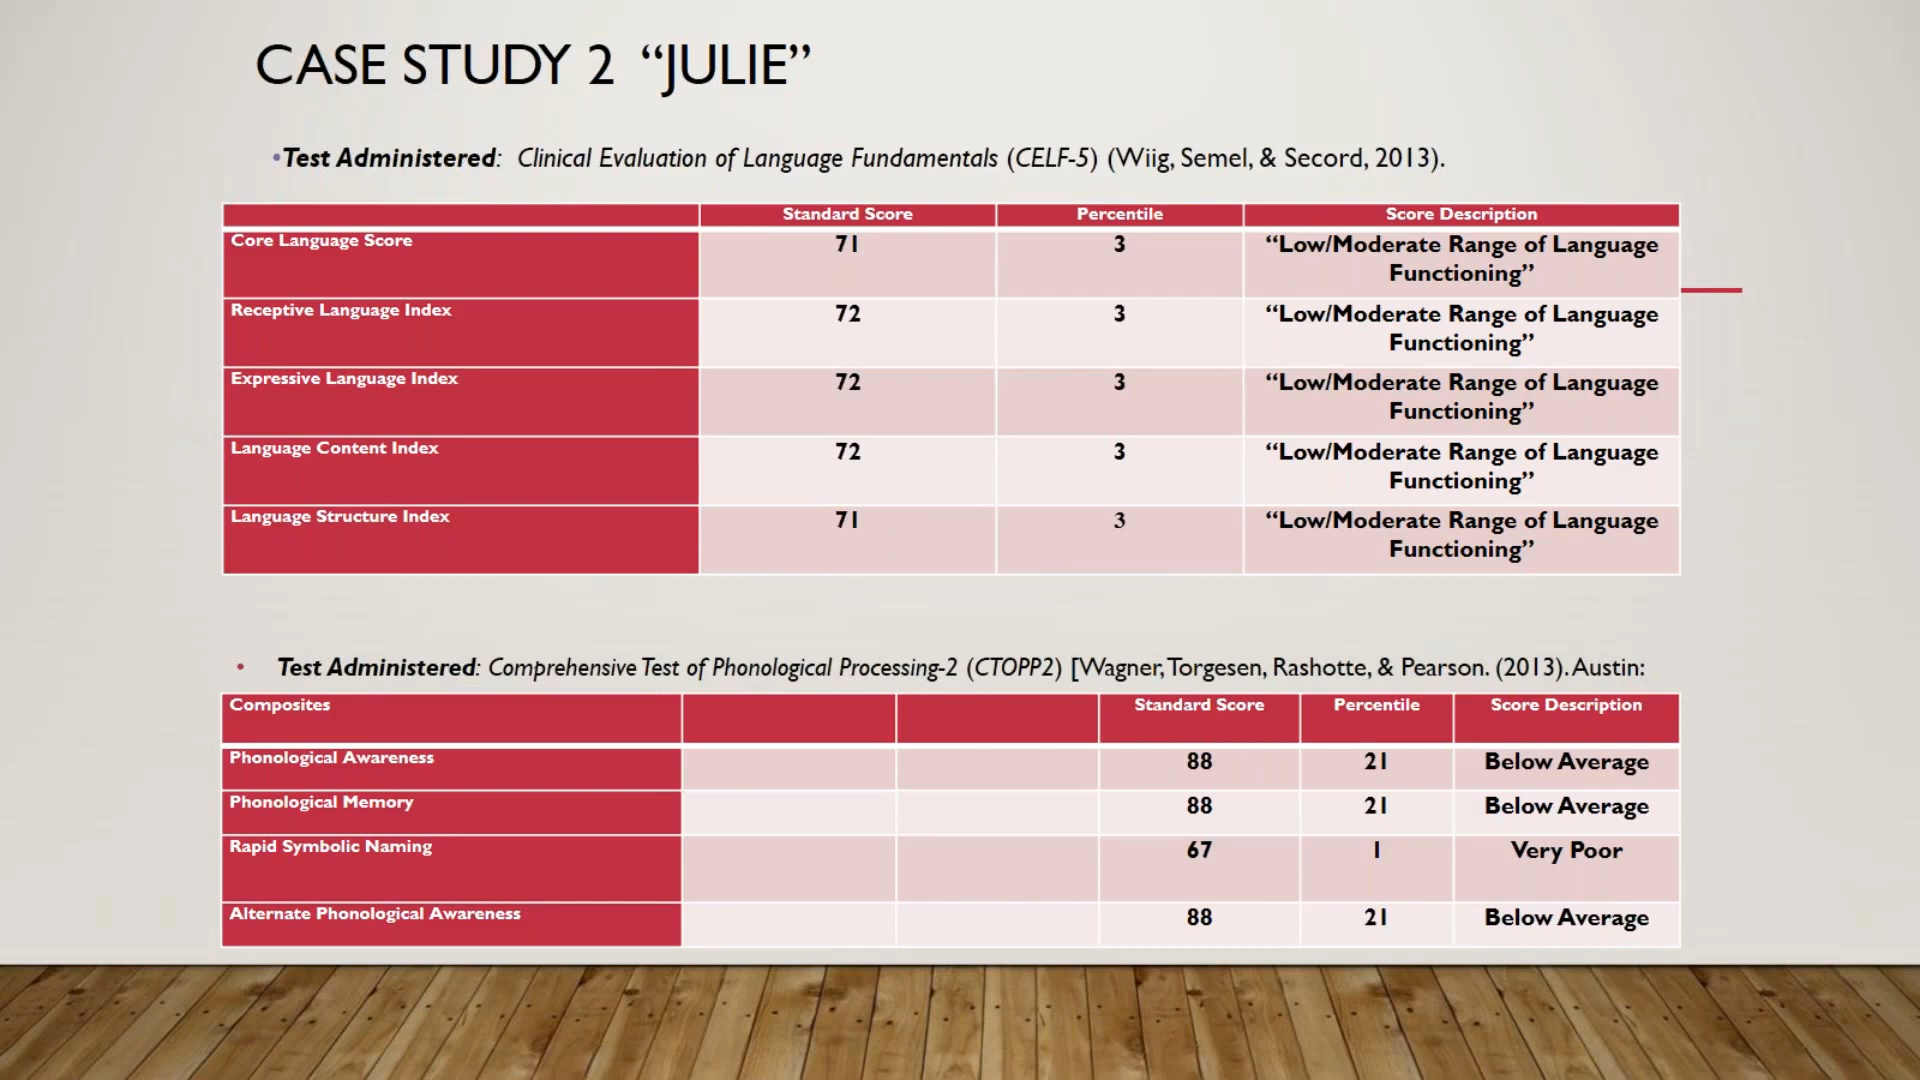 CASE STUDY 2 “JULIE”
•Test Administered: Clinical Evaluation of Language Fundamentals (CELF-5) (Wiig, Semel, & Secord, 2013).
Standard Score Percentile Score Description
Core Language Score 71 3 “Low/Moderate Range of Language
Functioning”
Receptive Language Index 72 3 “Low/Moderate Range of Language
Functioning”
Expressive Language Index 72 3 “Low/Moderate Range of Language
Functioning”
Language Content Index 72 3 “Low/Moderate Range of Language
Functioning”
Language Structure Index 71 3 “Low/Moderate Range of Language
Functioning”
• Test Administered: Comprehensive Test of Phonological Processing-2 (CTOPP2) [Wagner, Torgesen, Rashotte, & Pearson. (2013). Austin:
Composites Standard Score Percentile Score Description
Phonological Awareness 88 21 Below Average
Phonological Memory 88 21 Below Average
Rapid Symbolic Naming 67 1 Very Poor
Alternate Phonological Awareness 88 21 Below Average